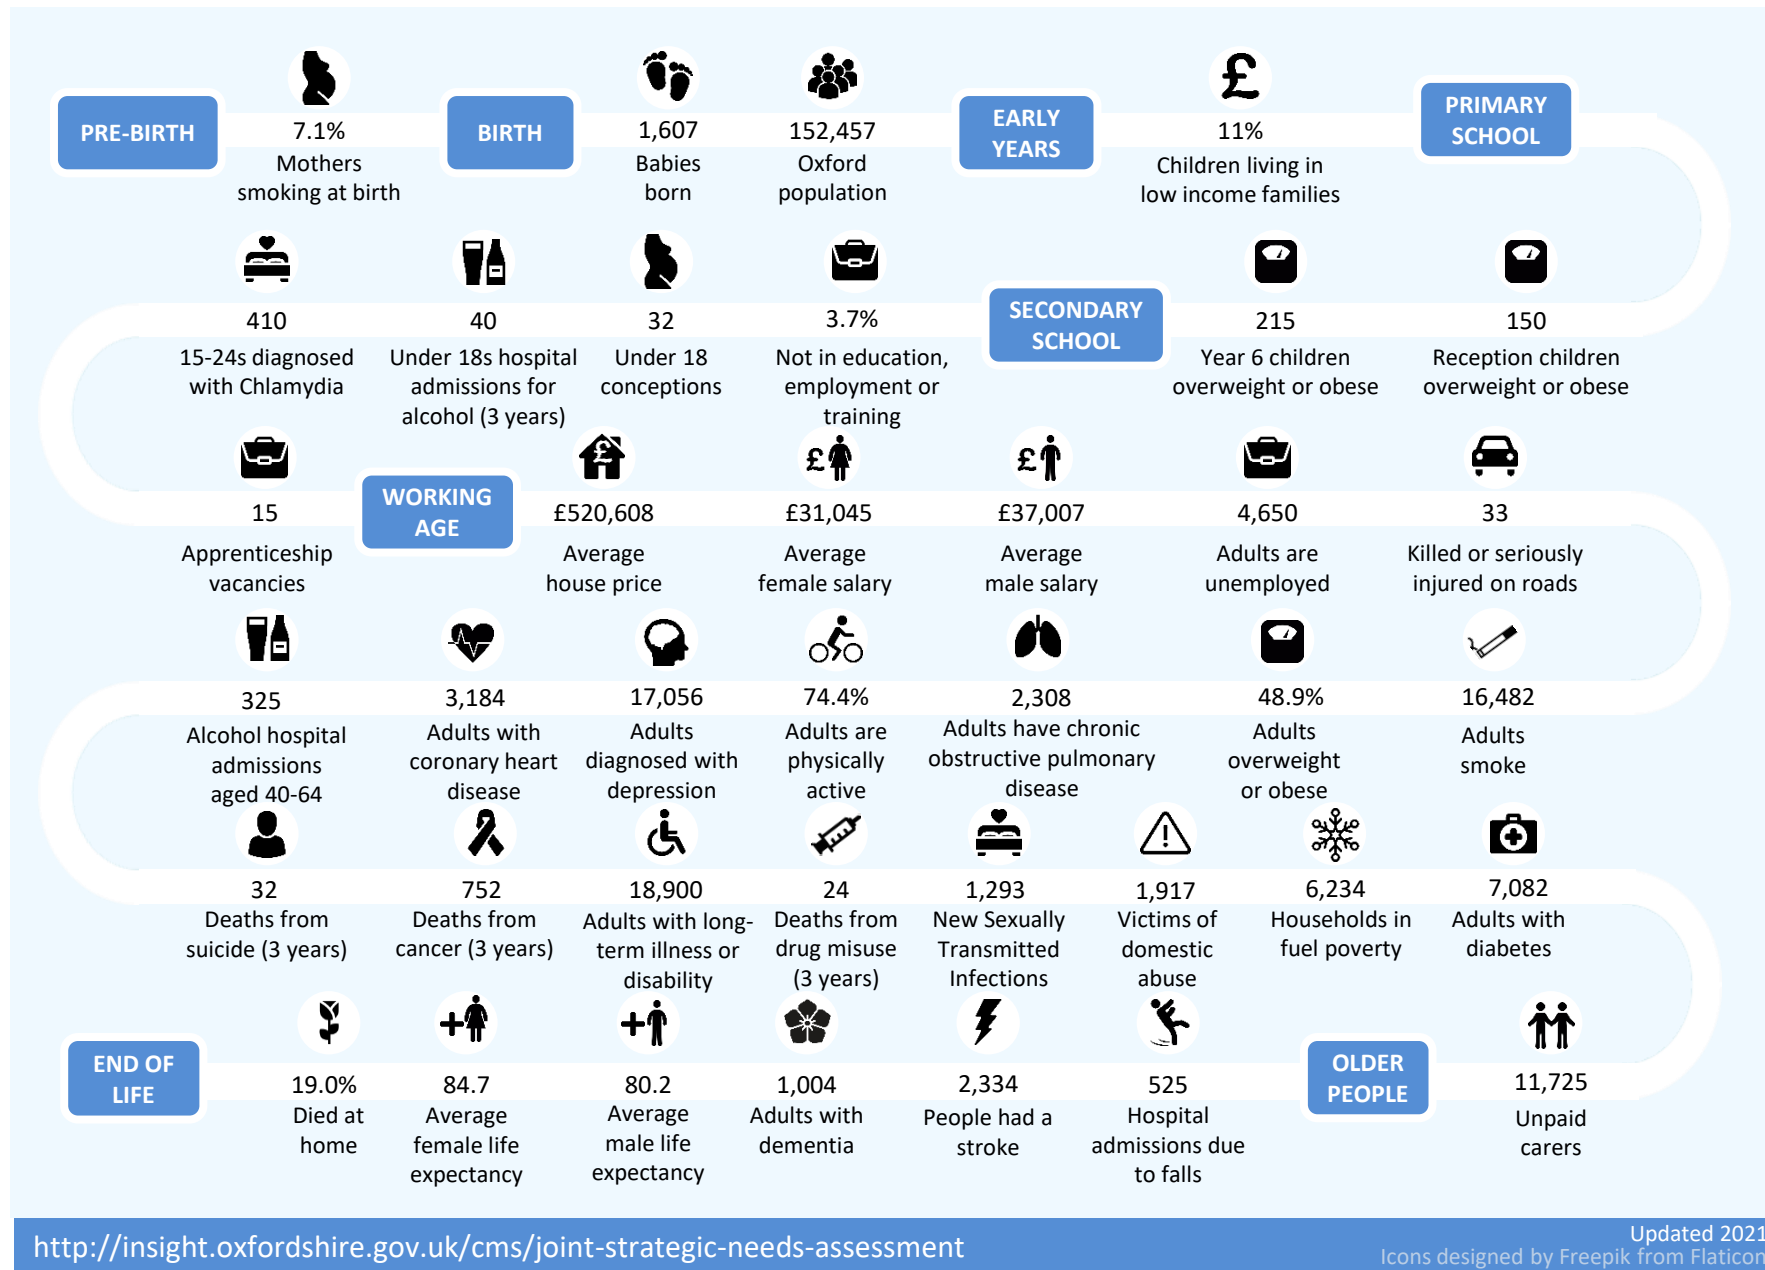 PRE-BIRTH
7.1%
Mothers
smoking at birth
BIRTH
1,607
Babies
born
152,457
Oxford
population
EARLY
YEARS
£
11%
Children living in
low income families
PRIMARY
SCHOOL
150
Reception children
overweight or obese
215
Year 6 children
overweight or obese
SECONDARY
SCHOOL
3.7%
Not in education,
employment or
training
32
Under 18
conceptions
40
Under 18s hospital
admissions for
alcohol (3 years)
410
15-24s diagnosed
with Chlamydia
15
Apprenticeship
vacancies
WORKING
AGE
£
£520,608
Average
house price
£
£31,045
Average
female salary
£
£37,007
Average
male salary
4,650
Adults are
unemployed
33
Killed or seriously
injured on roads
16,482
Adults
smoke
48.9%
Adults
overweight
or obese
2,308
Adults have chronic
obstructive pulmonary
disease
74.4%
Adults are
physically
active
17,056
Adults
diagnosed with
depression
3,184
Adults with
coronary heart
disease
325
Alcohol hospital
admissions
aged 40-64
32
Deaths from
suicide (3 years)
752
Deaths from
cancer (3 years)
18,900
Adults with long-
term illness or
disability
24
Deaths from
drug misuse
(3 years)
1,293
New Sexually
Transmitted
Infections
1,917
Victims of
domestic
abuse
6,234
Households in
fuel poverty
7,082
Adults with
diabetes
11,725
Unpaid
carers
OLDER
PEOPLE
525
Hospital
admissions due
to falls
2,334
People had a
stroke
1,004
Adults with
dementia
80.2
Average
male life
expectancy
84.7
Average
female life
expectancy
19.0%
Died at
home
END OF
LIFE
http://insight.oxfordshire.gov.uk/cms/joint-strategic-needs-assessment
Updated 2021
Icons designed by Freepik from Flaticon